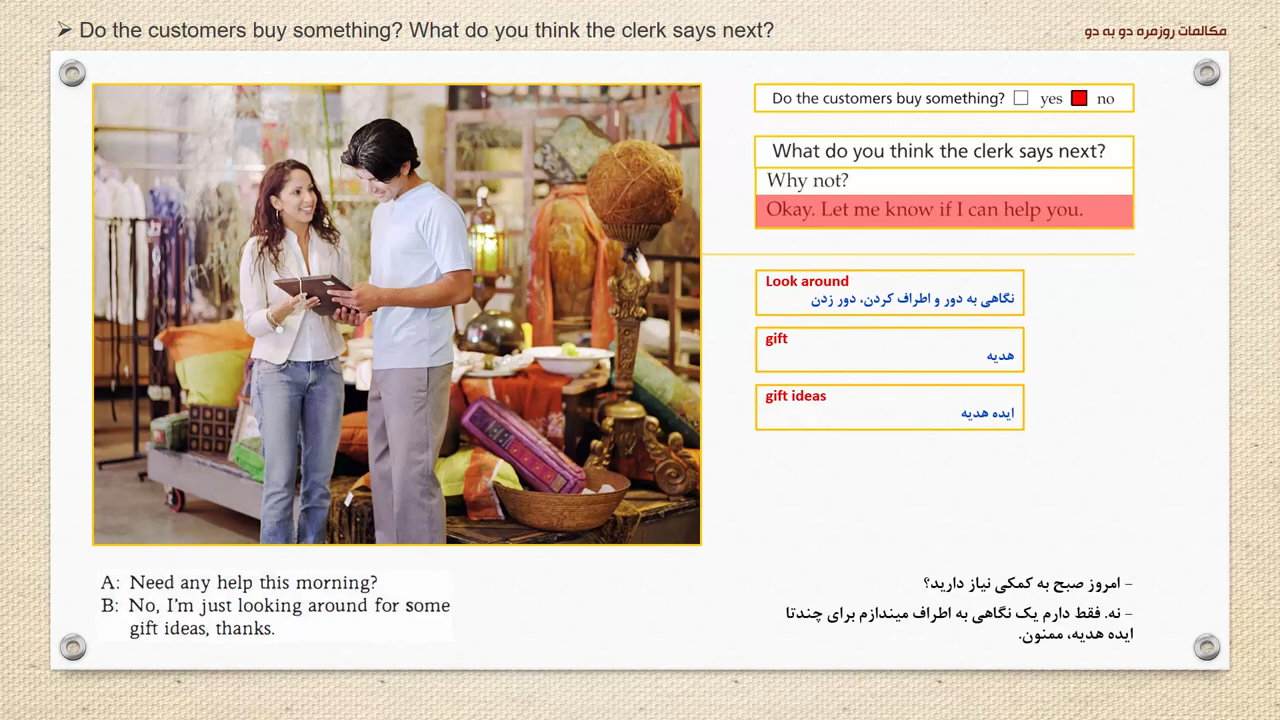 ➢ Do the customers buy something? What do you think the clerk says next?
مکالمات روزمره دو به دو
Do the customers buy something? ☐ yes ■ no
What do you think the clerk says next?
Why not?
Okay. Let me know if I can help you.
Look around
نگاهی به دور و اطراف کردن، دور زدن
gift
هدیه
gift ideas
ایده هدیه
A: Need any help this morning?
B: No, I'm just looking around for some
gift ideas, thanks.
– امروز صبح به کمکی نیاز دارید؟
– نه. فقط دارم یک نگاهی به اطراف میندازم برای چندتا
ایده هدیه، ممنون.